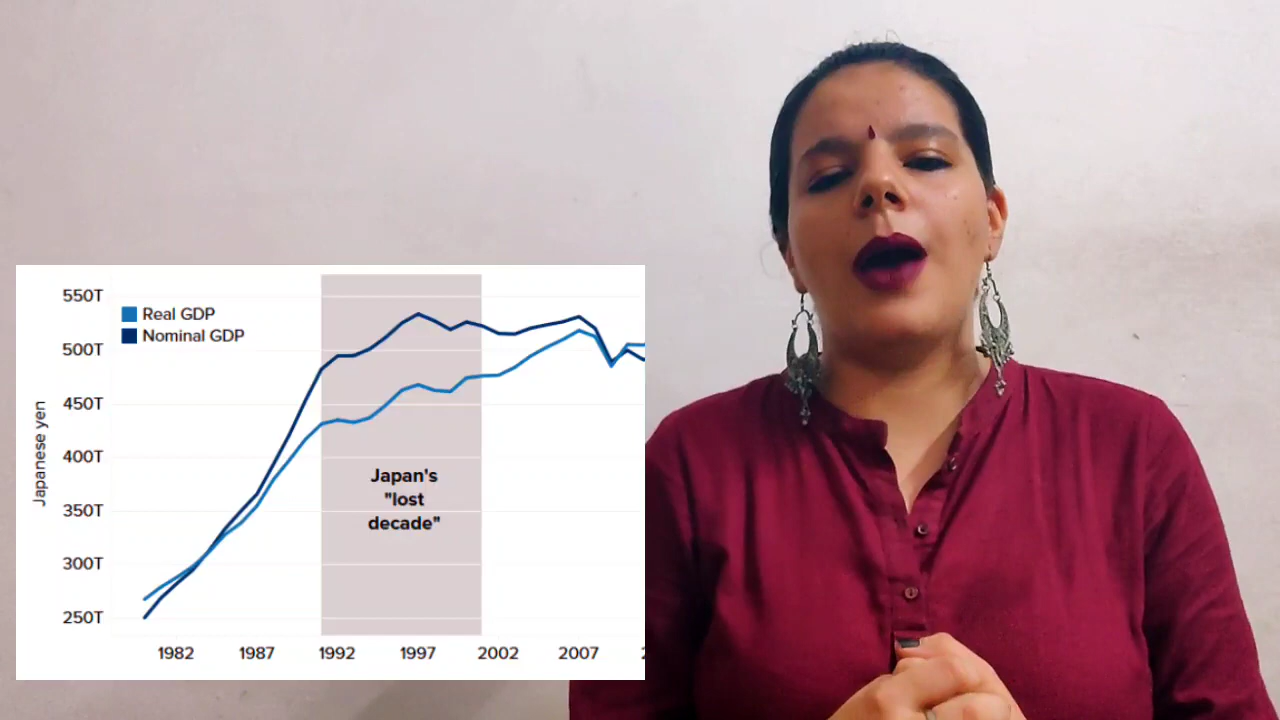 550T
Real GDP
Nominal GDP
500T
450T
400T
350T
300T
250T
Japanese yen
Japan's
"lost
decade"
1982 1987 1992 1997 2002 2007